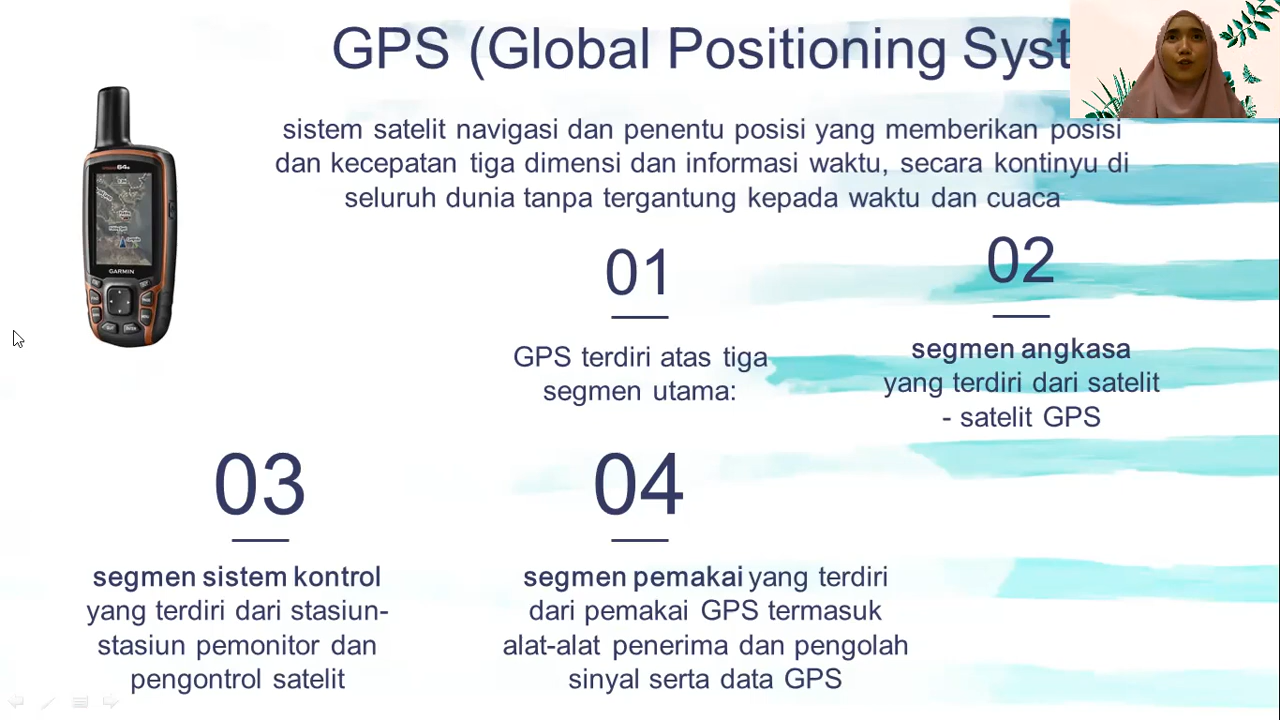 GPS (Global Positioning Syst
sistem satelit navigasi dan penentu posisi yang memberikan posisi
dan kecepatan tiga dimensi dan informasi waktu, secara kontinyu di
seluruh dunia tanpa tergantung kepada waktu dan cuaca
01
GPS terdiri atas tiga
segmen utama:
02
segmen angkasa
yang terdiri dari satelit
- satelit GPS
03
segmen sistem kontrol
yang terdiri dari stasiun-
stasiun pemonitor dan
pengontrol satelit
04
segmen pemakai yang terdiri
dari pemakai GPS termasuk
alat-alat penerima dan pengolah
sinyal serta data GPS
GARMIN